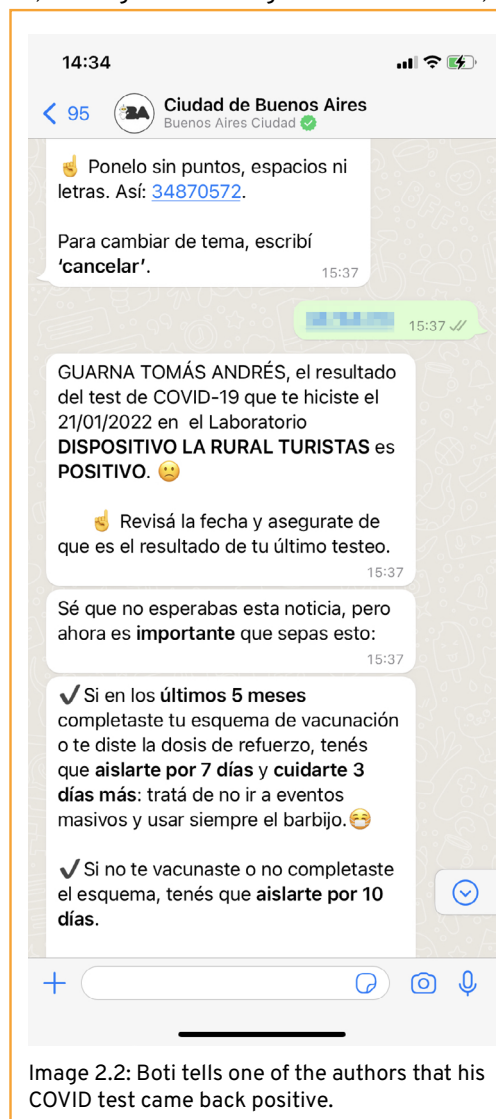 14:34
95
Ciudad de Buenos Aires
BA
Buenos Aires Ciudad
☝ Ponelo sin puntos, espacios ni
letras. Así: 34870572.
Para cambiar de tema, escribí
‘cancelar’.
15:37
15:37
GUARNA TOMÁS ANDRÉS, el resultado
del test de COVID-19 que te hiciste el
21/01/2022 en el Laboratorio
DISPOSITIVO LA RURAL TURISTAS es
POSITIVO. 🙁
☝ Revisá la fecha y asegurate de
que es el resultado de tu último testeo.
15:37
Sé que no esperabas esta noticia, pero
ahora es importante que sepas esto:
15:37
✔Si en los últimos 5 meses
completaste tu esquema de vacunación
o te diste la dosis de refuerzo, tenés
que aislarte por 7 días y cuidarte 3
días más: tratá de no ir a eventos
masivos y usar siempre el barbijo.😷
✔Si no te vacunaste o no completaste
el esquema, tenés que aislarte por 10
días.
Image 2.2: Boti tells one of the authors that his
COVID test came back positive.